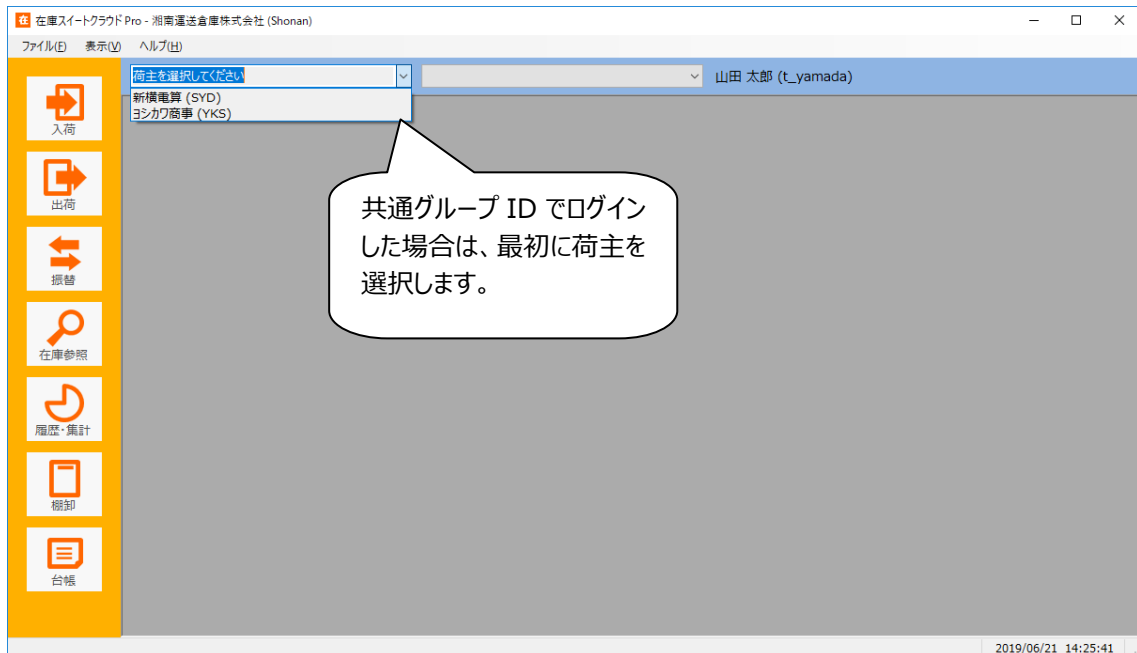 在庫スイートクラウド Pro - 湘南運送倉庫株式会社 (Shonan)
ファイル(F) 表示(V) ヘルプ(H)
荷主を選択してください
山田 太郎 (t_yamada)
新横電算 (SYD)
ヨシカワ商事 (YKS)
入荷
出荷
振替
在庫参照
履歴・集計
棚卸
台帳
共通グループ ID でログイン
した場合は、最初に荷主を
選択します。
2019/06/21 14:25:41